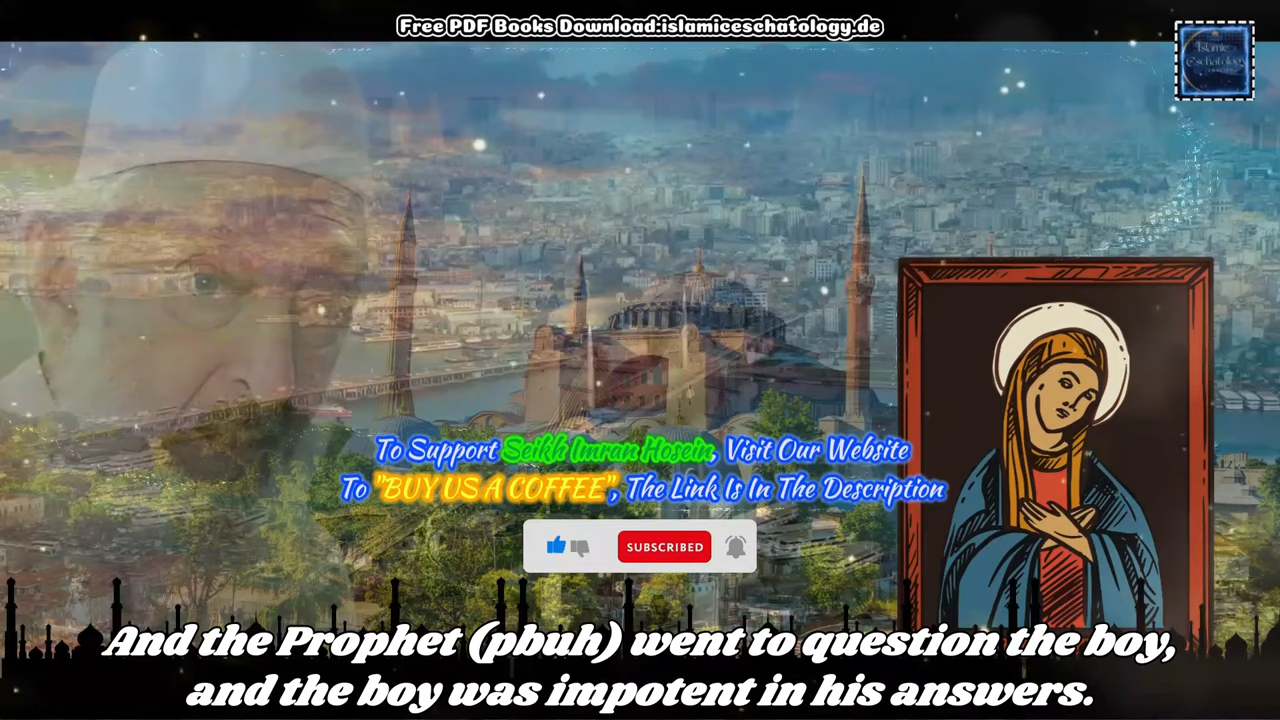 Free PDF Books Download:islamiceschatology.de
Islamic
Eschatology
To Support Seikh Imran Hosein, Visit Our Website
To "BUY US A COFFEE", The Link Is In The Description
SUBSCRIBED
And the Prophet (pbuh) went to question the boy,
and the boy was impotent in his answers.